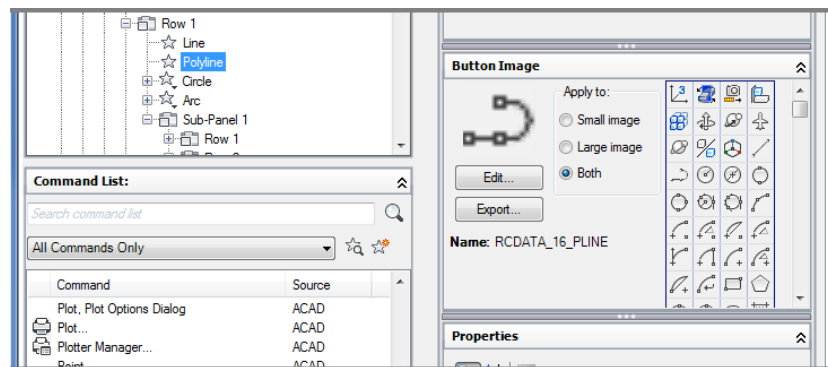 Row 1
Line
Polyline
Circle
Arc
Sub-Panel 1
Row 1
Command List:
Search command list
All Commands Only
Command Source
Plot, Plot Options Dialog ACAD
Plot... ACAD
Plotter Manager... ACAD
Point ACAD
Button Image
Apply to:
Small image
Large image
Both
Edit...
Export...
Name: RCDATA_16_PLINE
Properties